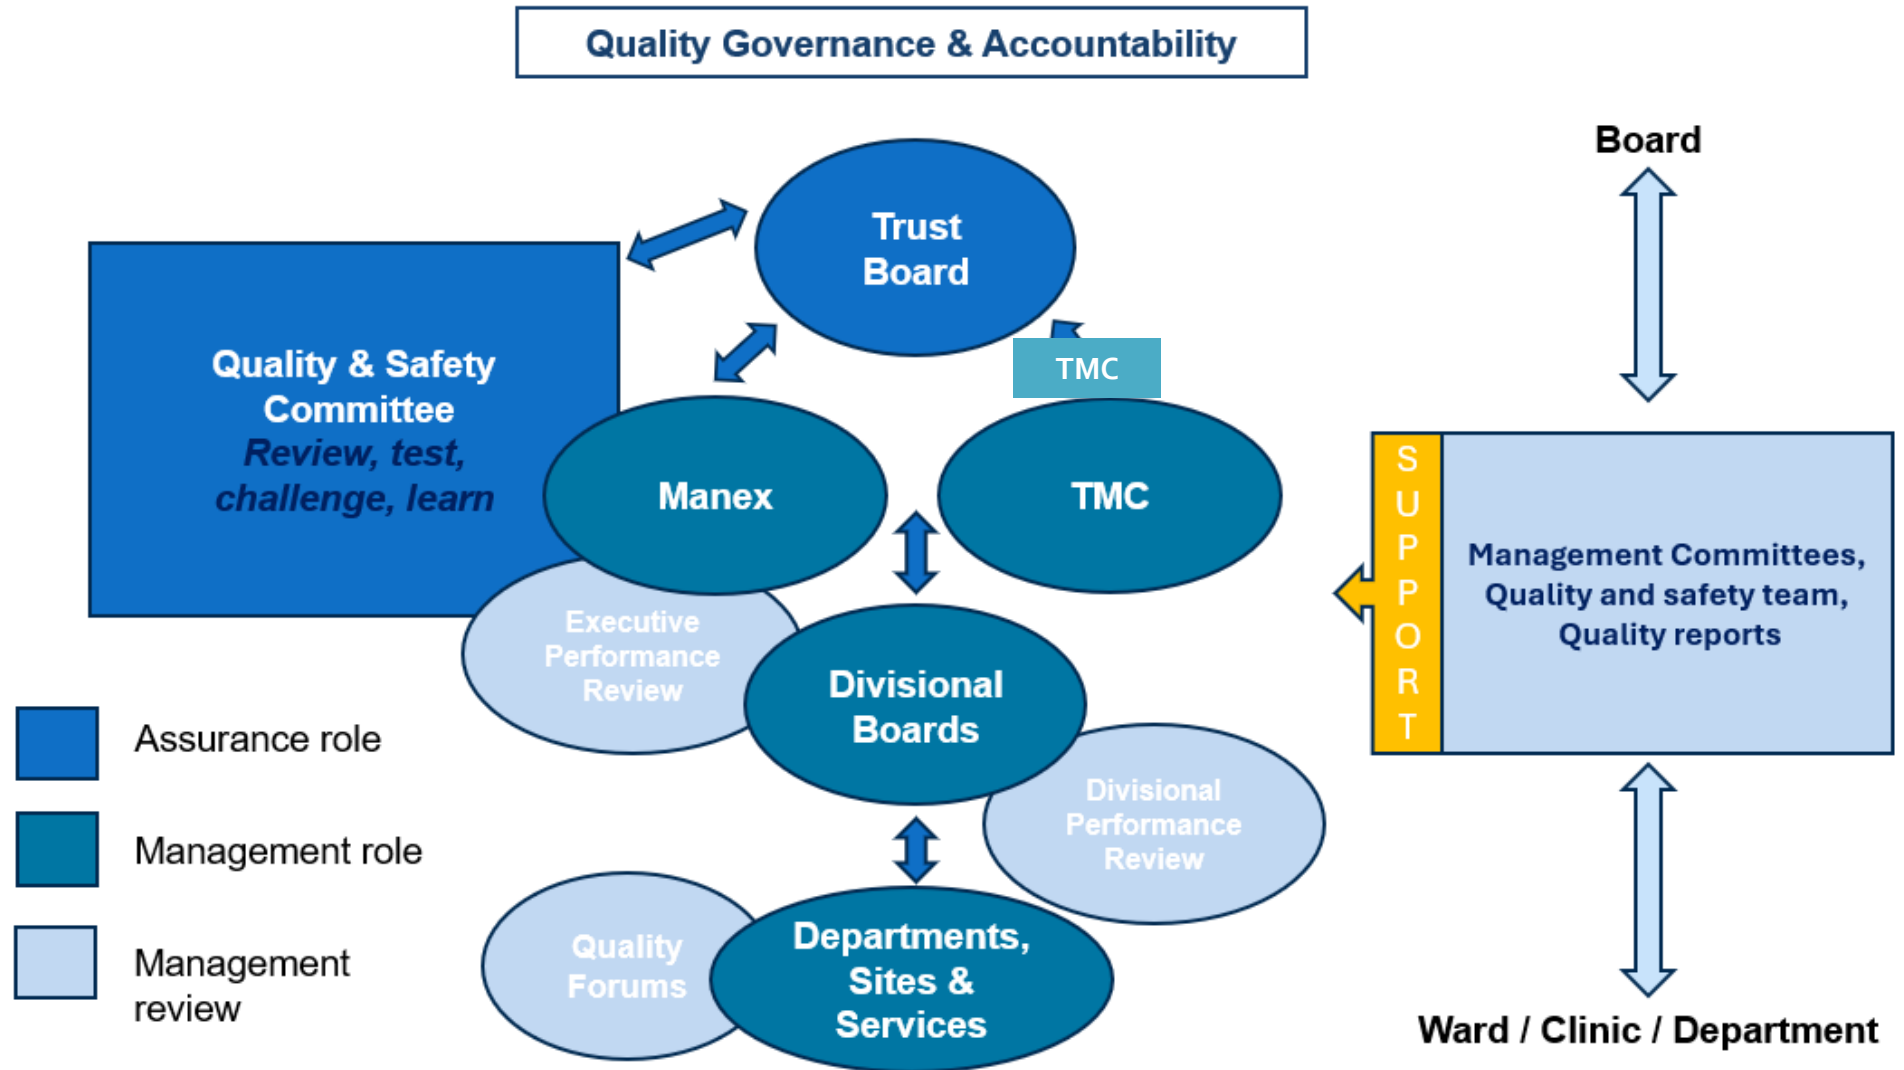 Quality Governance & Accountability
Board
Trust
Board
TMC
Quality & Safety
Committee
Review, test,
challenge, learn
Manex
TMC
S
U
P
P
O
R
T
Management Committees,
Quality and safety team,
Quality reports
Executive
Performance
Review
Divisional
Boards
Divisional
Performance
Review
Assurance role
Management role
Management
review
Quality
Forums
Departments,
Sites &
Services
Ward / Clinic / Department